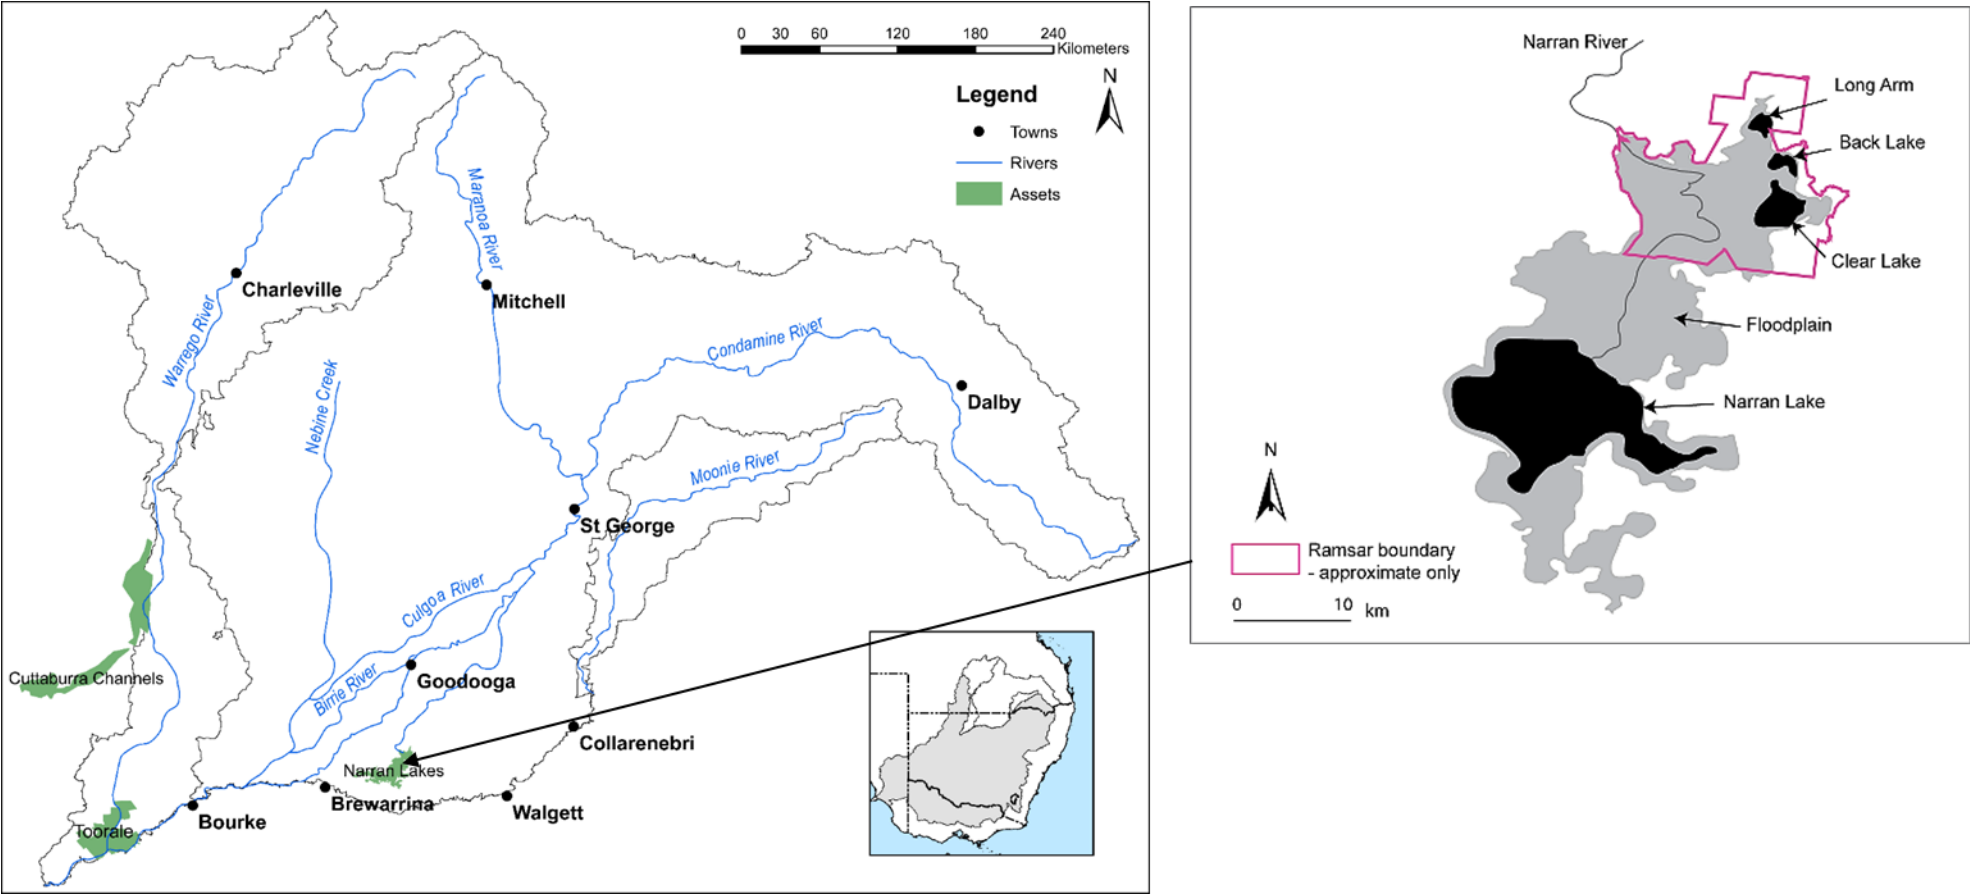 0 30 60 120 180 240
Kilometers
N
Legend
Towns
Rivers
Assets
Maranoa River
Charleville
Mitchell
Warrego River
Condamine River
Nebine Creek
Dalby
Moonie River
St George
Culgoa River
Goodooga
Birrie River
Cuttaburra Channels
Collarenebri
Narran Lakes
Brewarrina
Walgett
Bourke
Toorale
Narran River
Long Arm
Back Lake
Clear Lake
Floodplain
Narran Lake
N
Ramsar boundary
- approximate only
0 10 km